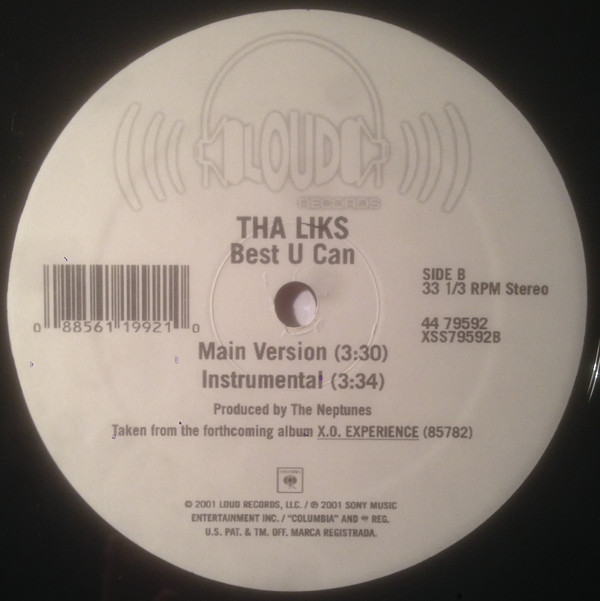 LOUD
RECORDS
THA LIKS
Best U Can
SIDE B
33 1/3 RPM Stereo
0 88561 19921 0
44 79592
XSS79592B
Main Version (3:30)
Instrumental (3:34)
Produced by The Neptunes
Taken from the forthcoming album X.O. EXPERIENCE (85782)
© 2001 LOUD RECORDS, LLC. / ℗ 2001 SONY MUSIC
ENTERTAINMENT INC. / "COLUMBIA" AND REG.
U.S. PAT. & TM. OFF. MARCA REGISTRADA.